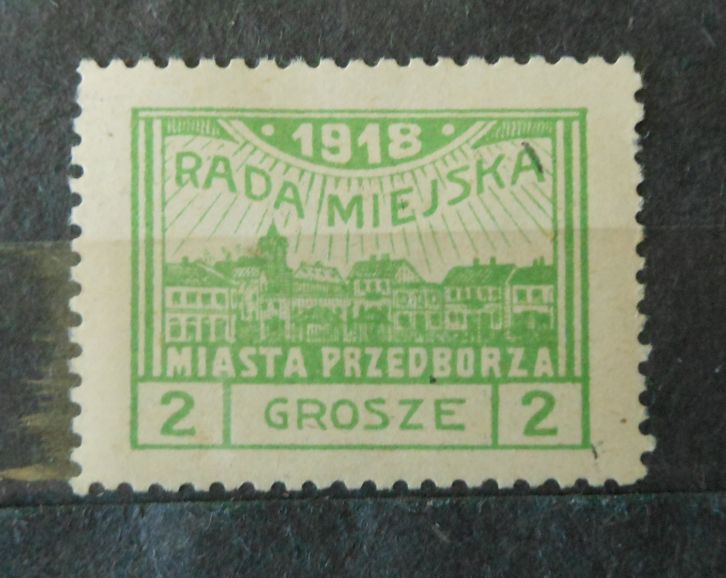 1918
RADA MIEJSKA
MIASTA PRZEDBORZA
2 GROSZE 2